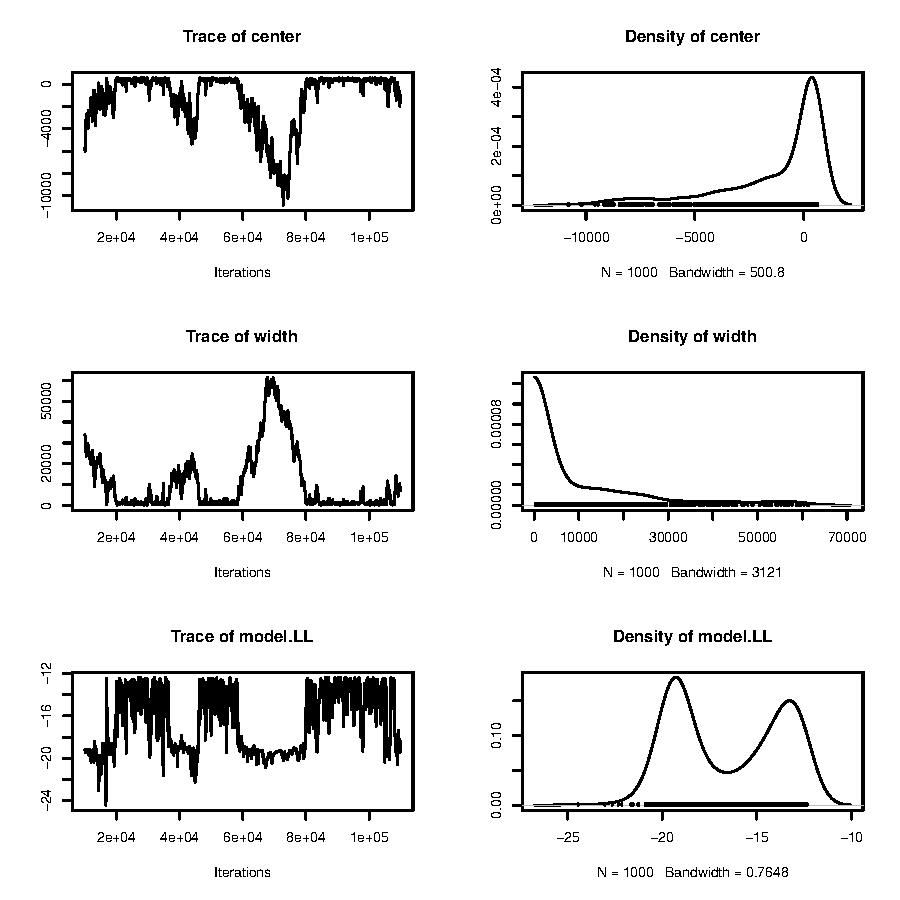 Trace of center
0
-4000
-10000
2e+04 4e+04 6e+04 8e+04 1e+05
Iterations
Density of center
4e-04
2e-04
0e+00
-10000 -5000 0
N = 1000 Bandwidth = 500.8
Trace of width
50000
20000
0
2e+04 4e+04 6e+04 8e+04 1e+05
Iterations
Density of width
0.00008
0.00000
0 10000 30000 50000 70000
N = 1000 Bandwidth = 3121
Trace of model.LL
-12
-16
-20
-24
2e+04 4e+04 6e+04 8e+04 1e+05
Iterations
Density of model.LL
0.10
0.00
-25 -20 -15 -10
N = 1000 Bandwidth = 0.7648